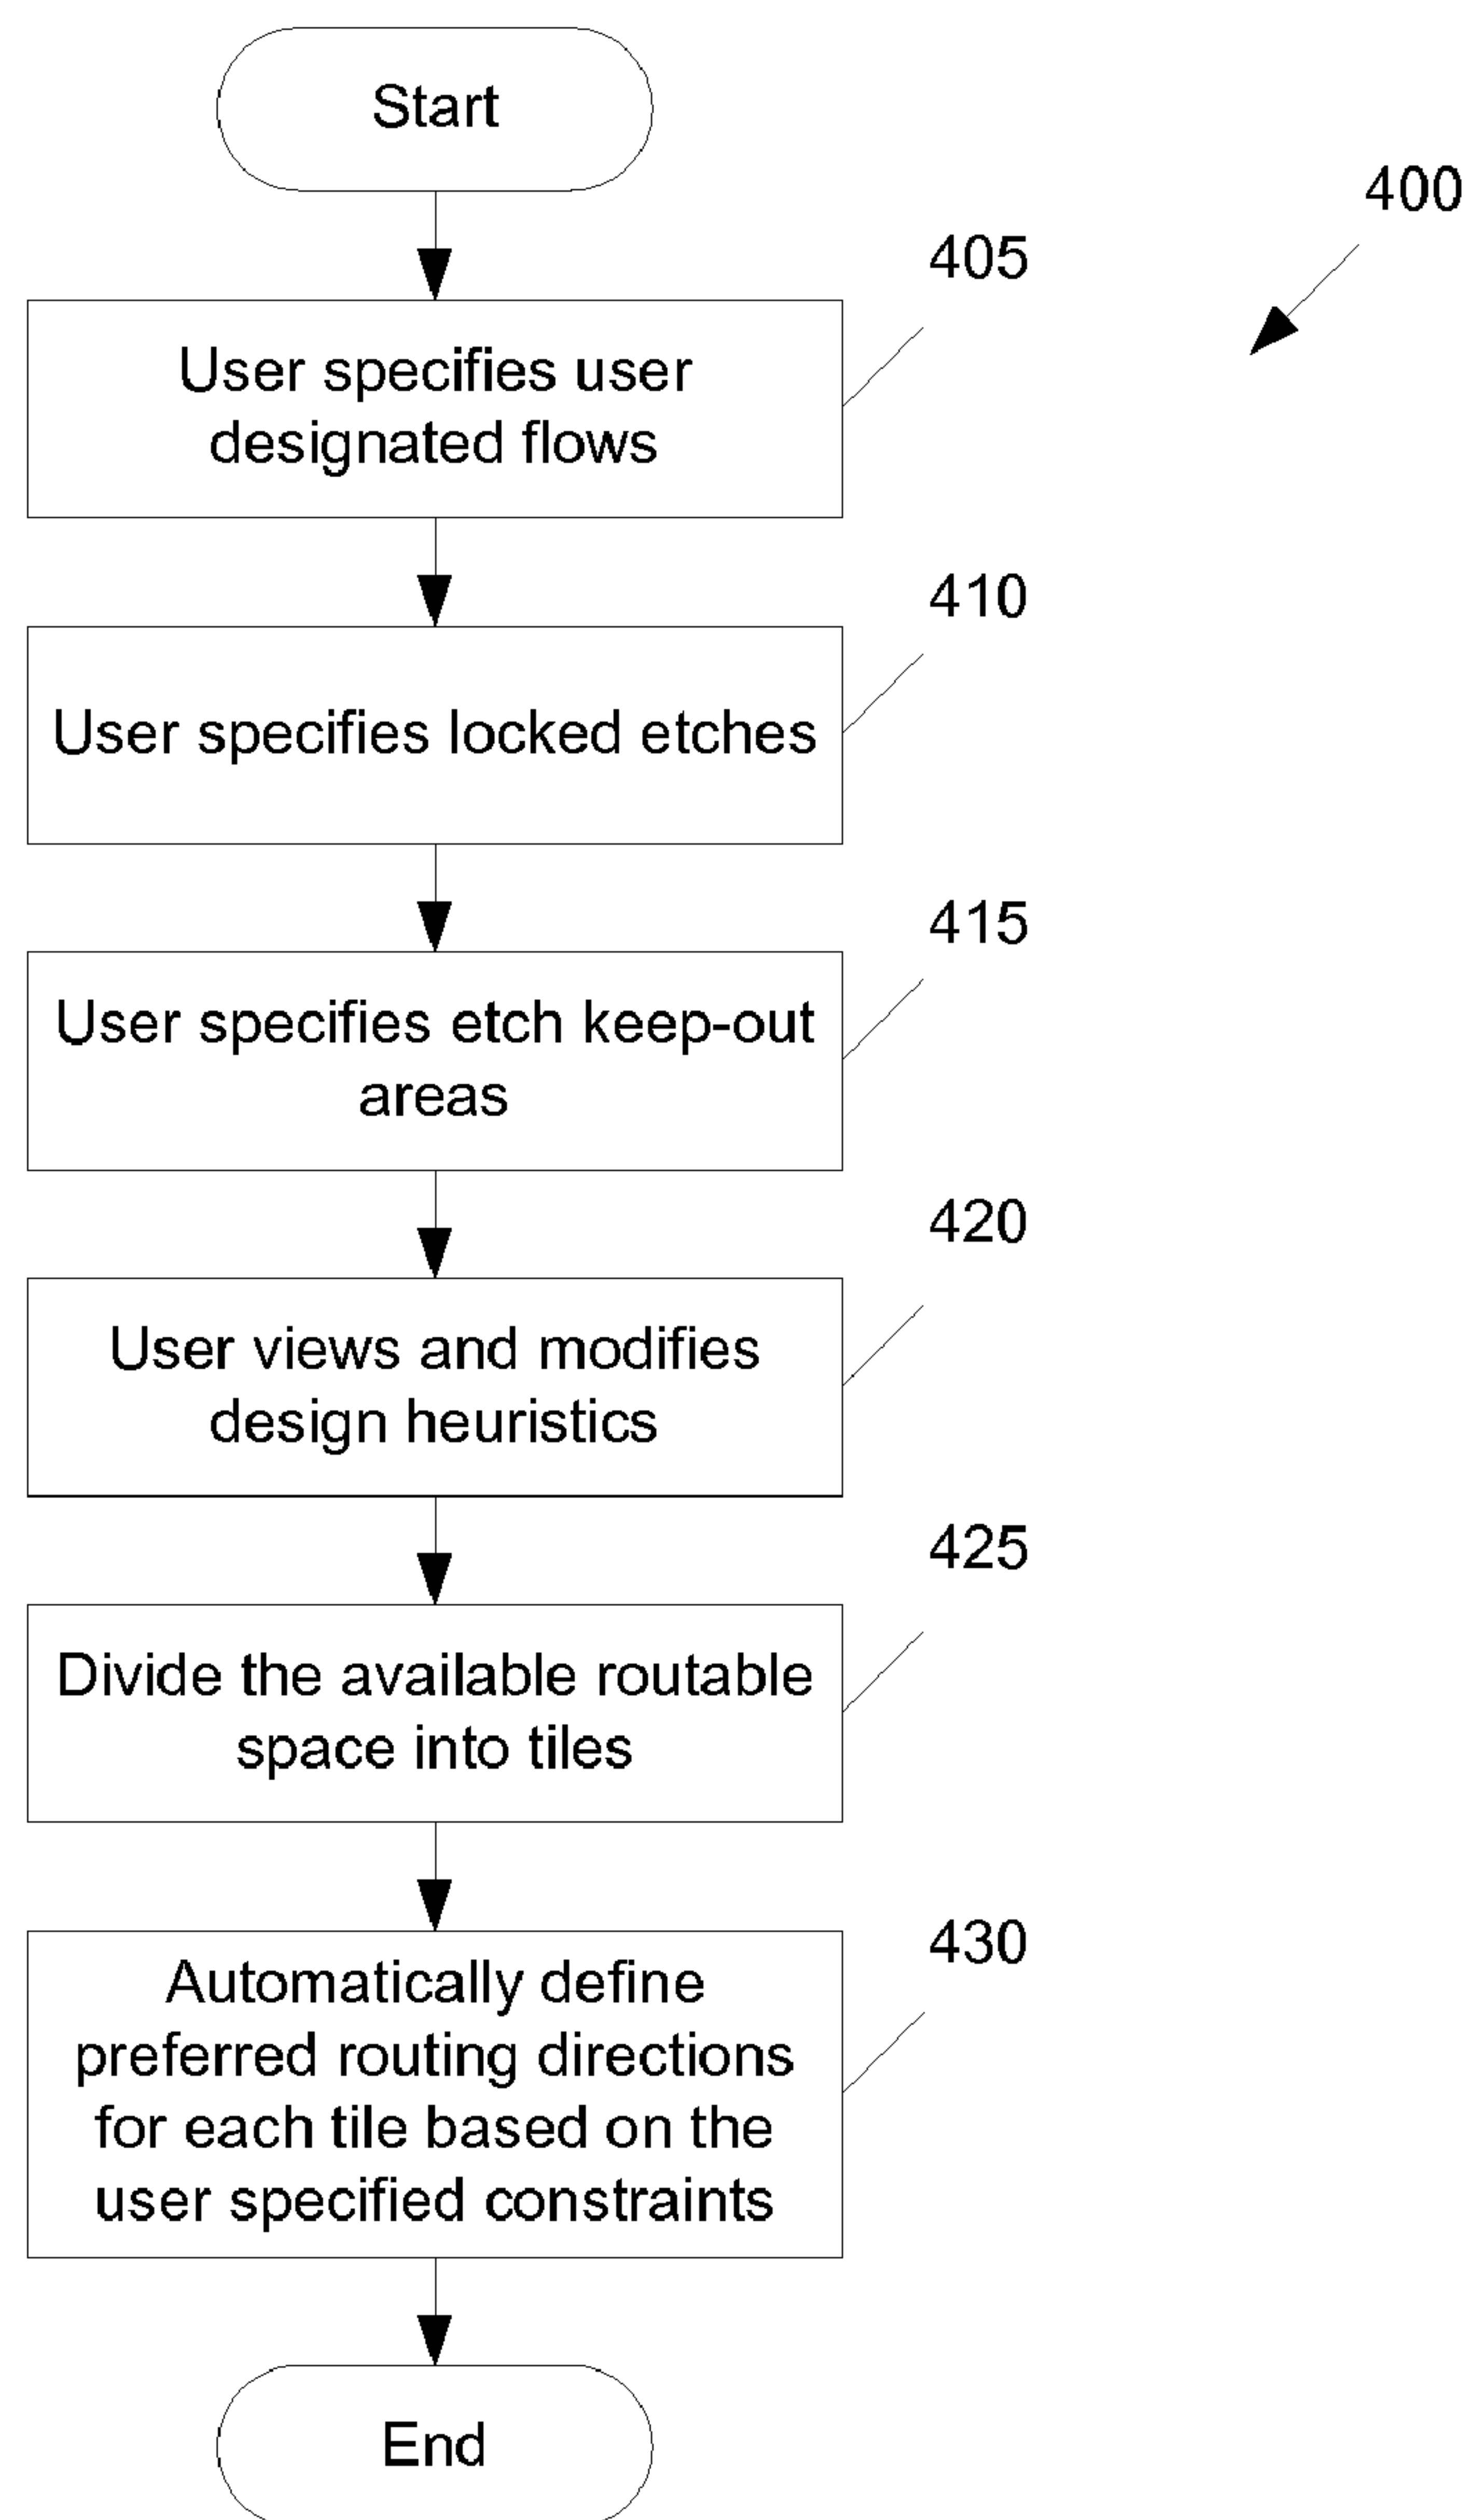 Start
400
405
User specifies user
designated flows
410
User specifies locked etches
415
User specifies etch keep-out
areas
420
User views and modifies
design heuristics
425
Divide the available routable
space into tiles
430
Automatically define
preferred routing directions
for each tile based on the
user specified constraints
End